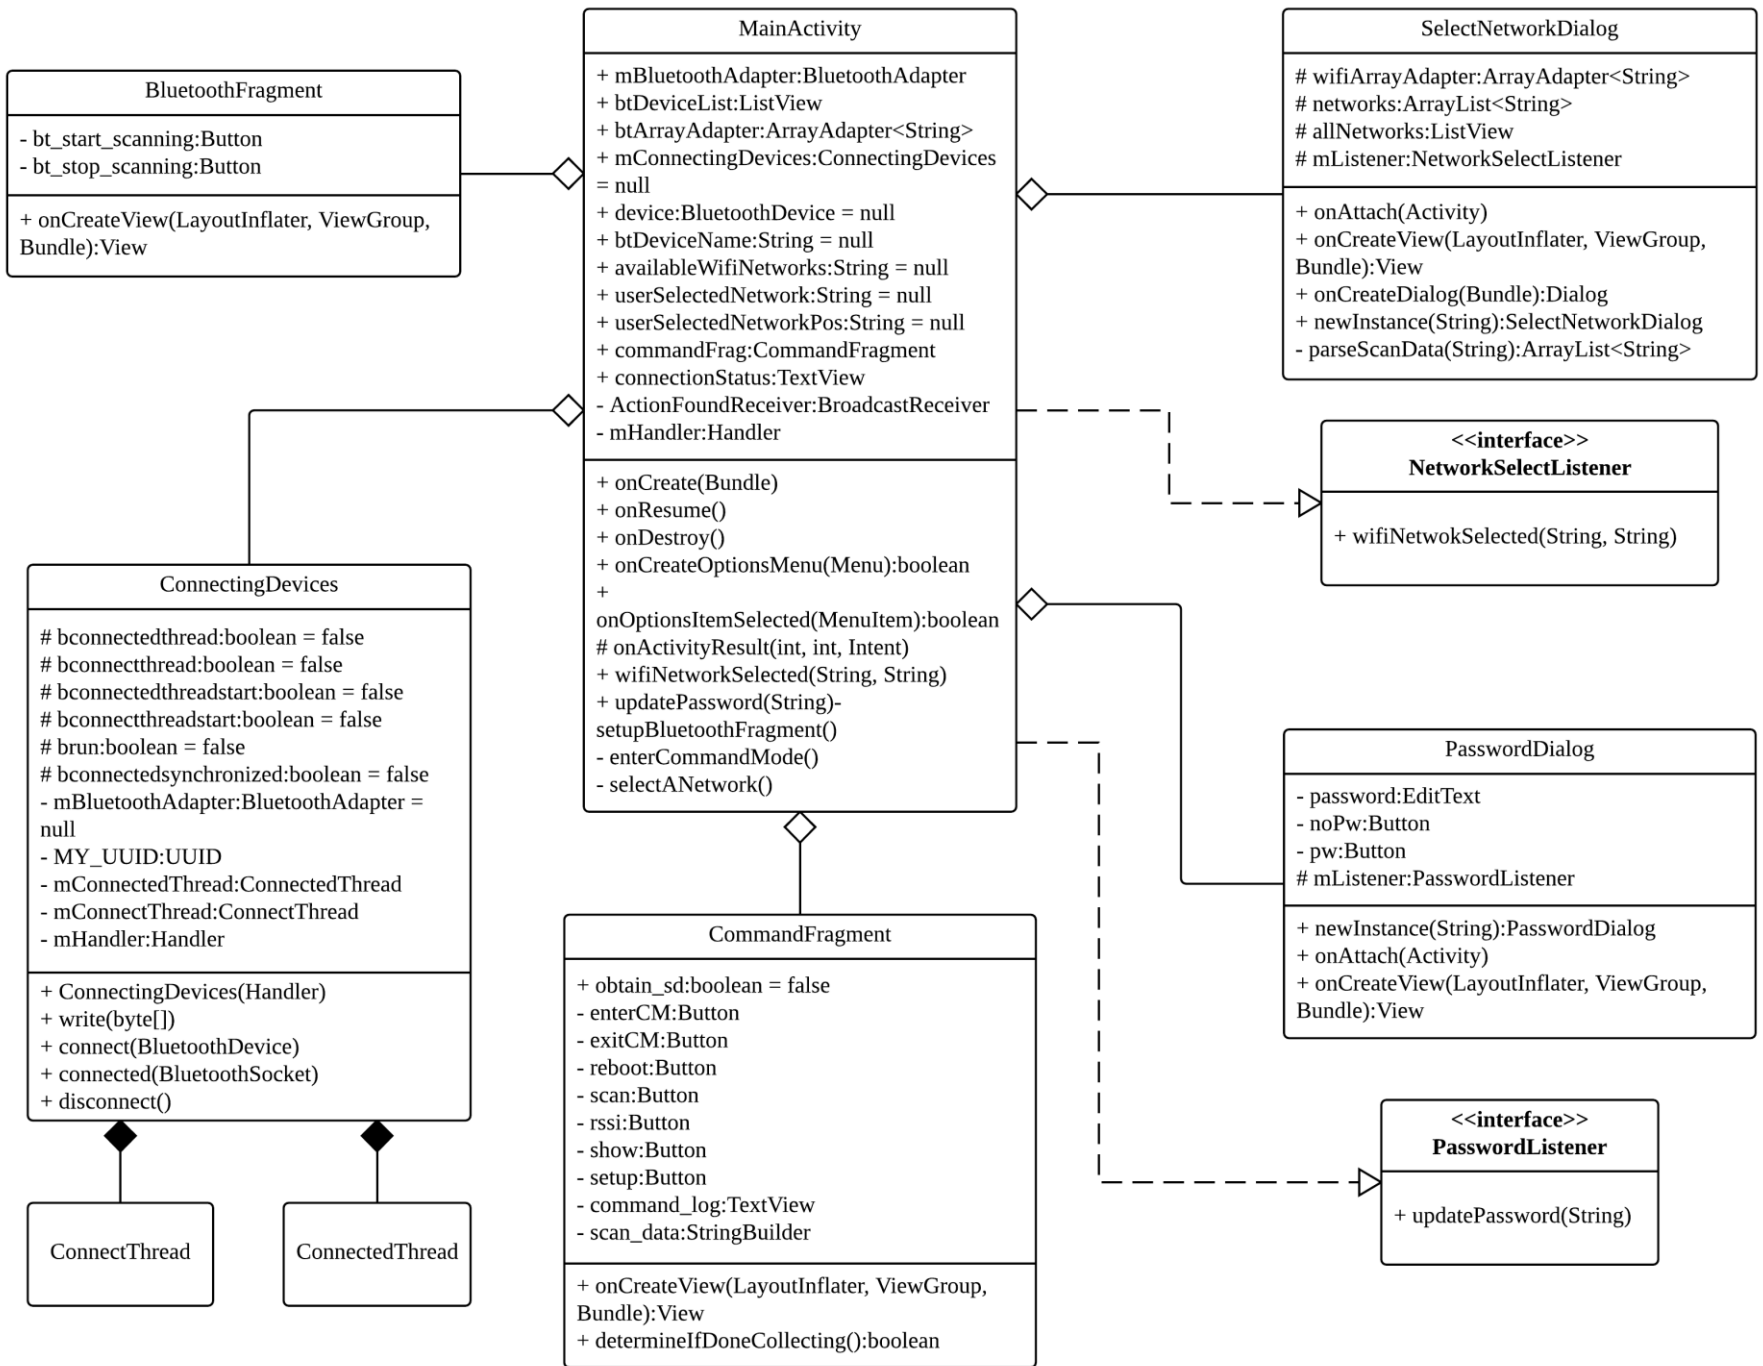 MainActivity
+ mBluetoothAdapter:BluetoothAdapter
+ btDeviceList:ListView
+ btArrayAdapter:ArrayAdapter<String>
+ mConnectingDevices:ConnectingDevices
= null
+ device:BluetoothDevice = null
+ btDeviceName:String = null
+ availableWifiNetworks:String = null
+ userSelectedNetwork:String = null
+ userSelectedNetworkPos:String = null
+ commandFrag:CommandFragment
+ connectionStatus:TextView
- ActionFoundReceiver:BroadcastReceiver
- mHandler:Handler
+ onCreate(Bundle)
+ onResume()
+ onDestroy()
+ onCreateOptionsMenu(Menu):boolean
+
onOptionsItemSelected(MenuItem):boolean
# onActivityResult(int, int, Intent)
+ wifiNetworkSelected(String, String)
+ updatePassword(String)-
setupBluetoothFragment()
- enterCommandMode()
- selectANetwork()
SelectNetworkDialog
# wifiArrayAdapter:ArrayAdapter<String>
# networks:ArrayList<String>
# allNetworks:ListView
# mListener:NetworkSelectListener
+ onAttach(Activity)
+ onCreateView(LayoutInflater, ViewGroup,
Bundle):View
+ onCreateDialog(Bundle):Dialog
+ newInstance(String):SelectNetworkDialog
- parseScanData(String):ArrayList<String>
BluetoothFragment
- bt_start_scanning:Button
- bt_stop_scanning:Button
+ onCreateView(LayoutInflater, ViewGroup,
Bundle):View
<<interface>>
NetworkSelectListener
+ wifiNetwokSelected(String, String)
ConnectingDevices
# bconnectedthread:boolean = false
# bconnectthread:boolean = false
# bconnectedthreadstart:boolean = false
# bconnectthreadstart:boolean = false
# brun:boolean = false
# bconnectedsynchronized:boolean = false
- mBluetoothAdapter:BluetoothAdapter =
null
- MY_UUID:UUID
- mConnectedThread:ConnectedThread
- mConnectThread:ConnectThread
- mHandler:Handler
+ ConnectingDevices(Handler)
+ write(byte[])
+ connect(BluetoothDevice)
+ connected(BluetoothSocket)
+ disconnect()
PasswordDialog
- password:EditText
- noPw:Button
- pw:Button
# mListener:PasswordListener
+ newInstance(String):PasswordDialog
+ onAttach(Activity)
+ onCreateView(LayoutInflater, ViewGroup,
Bundle):View
CommandFragment
+ obtain_sd:boolean = false
- enterCM:Button
- exitCM:Button
- reboot:Button
- scan:Button
- rssi:Button
- show:Button
- setup:Button
- command_log:TextView
- scan_data:StringBuilder
+ onCreateView(LayoutInflater, ViewGroup,
Bundle):View
+ determineIfDoneCollecting():boolean
<<interface>>
PasswordListener
+ updatePassword(String)
ConnectThread
ConnectedThread